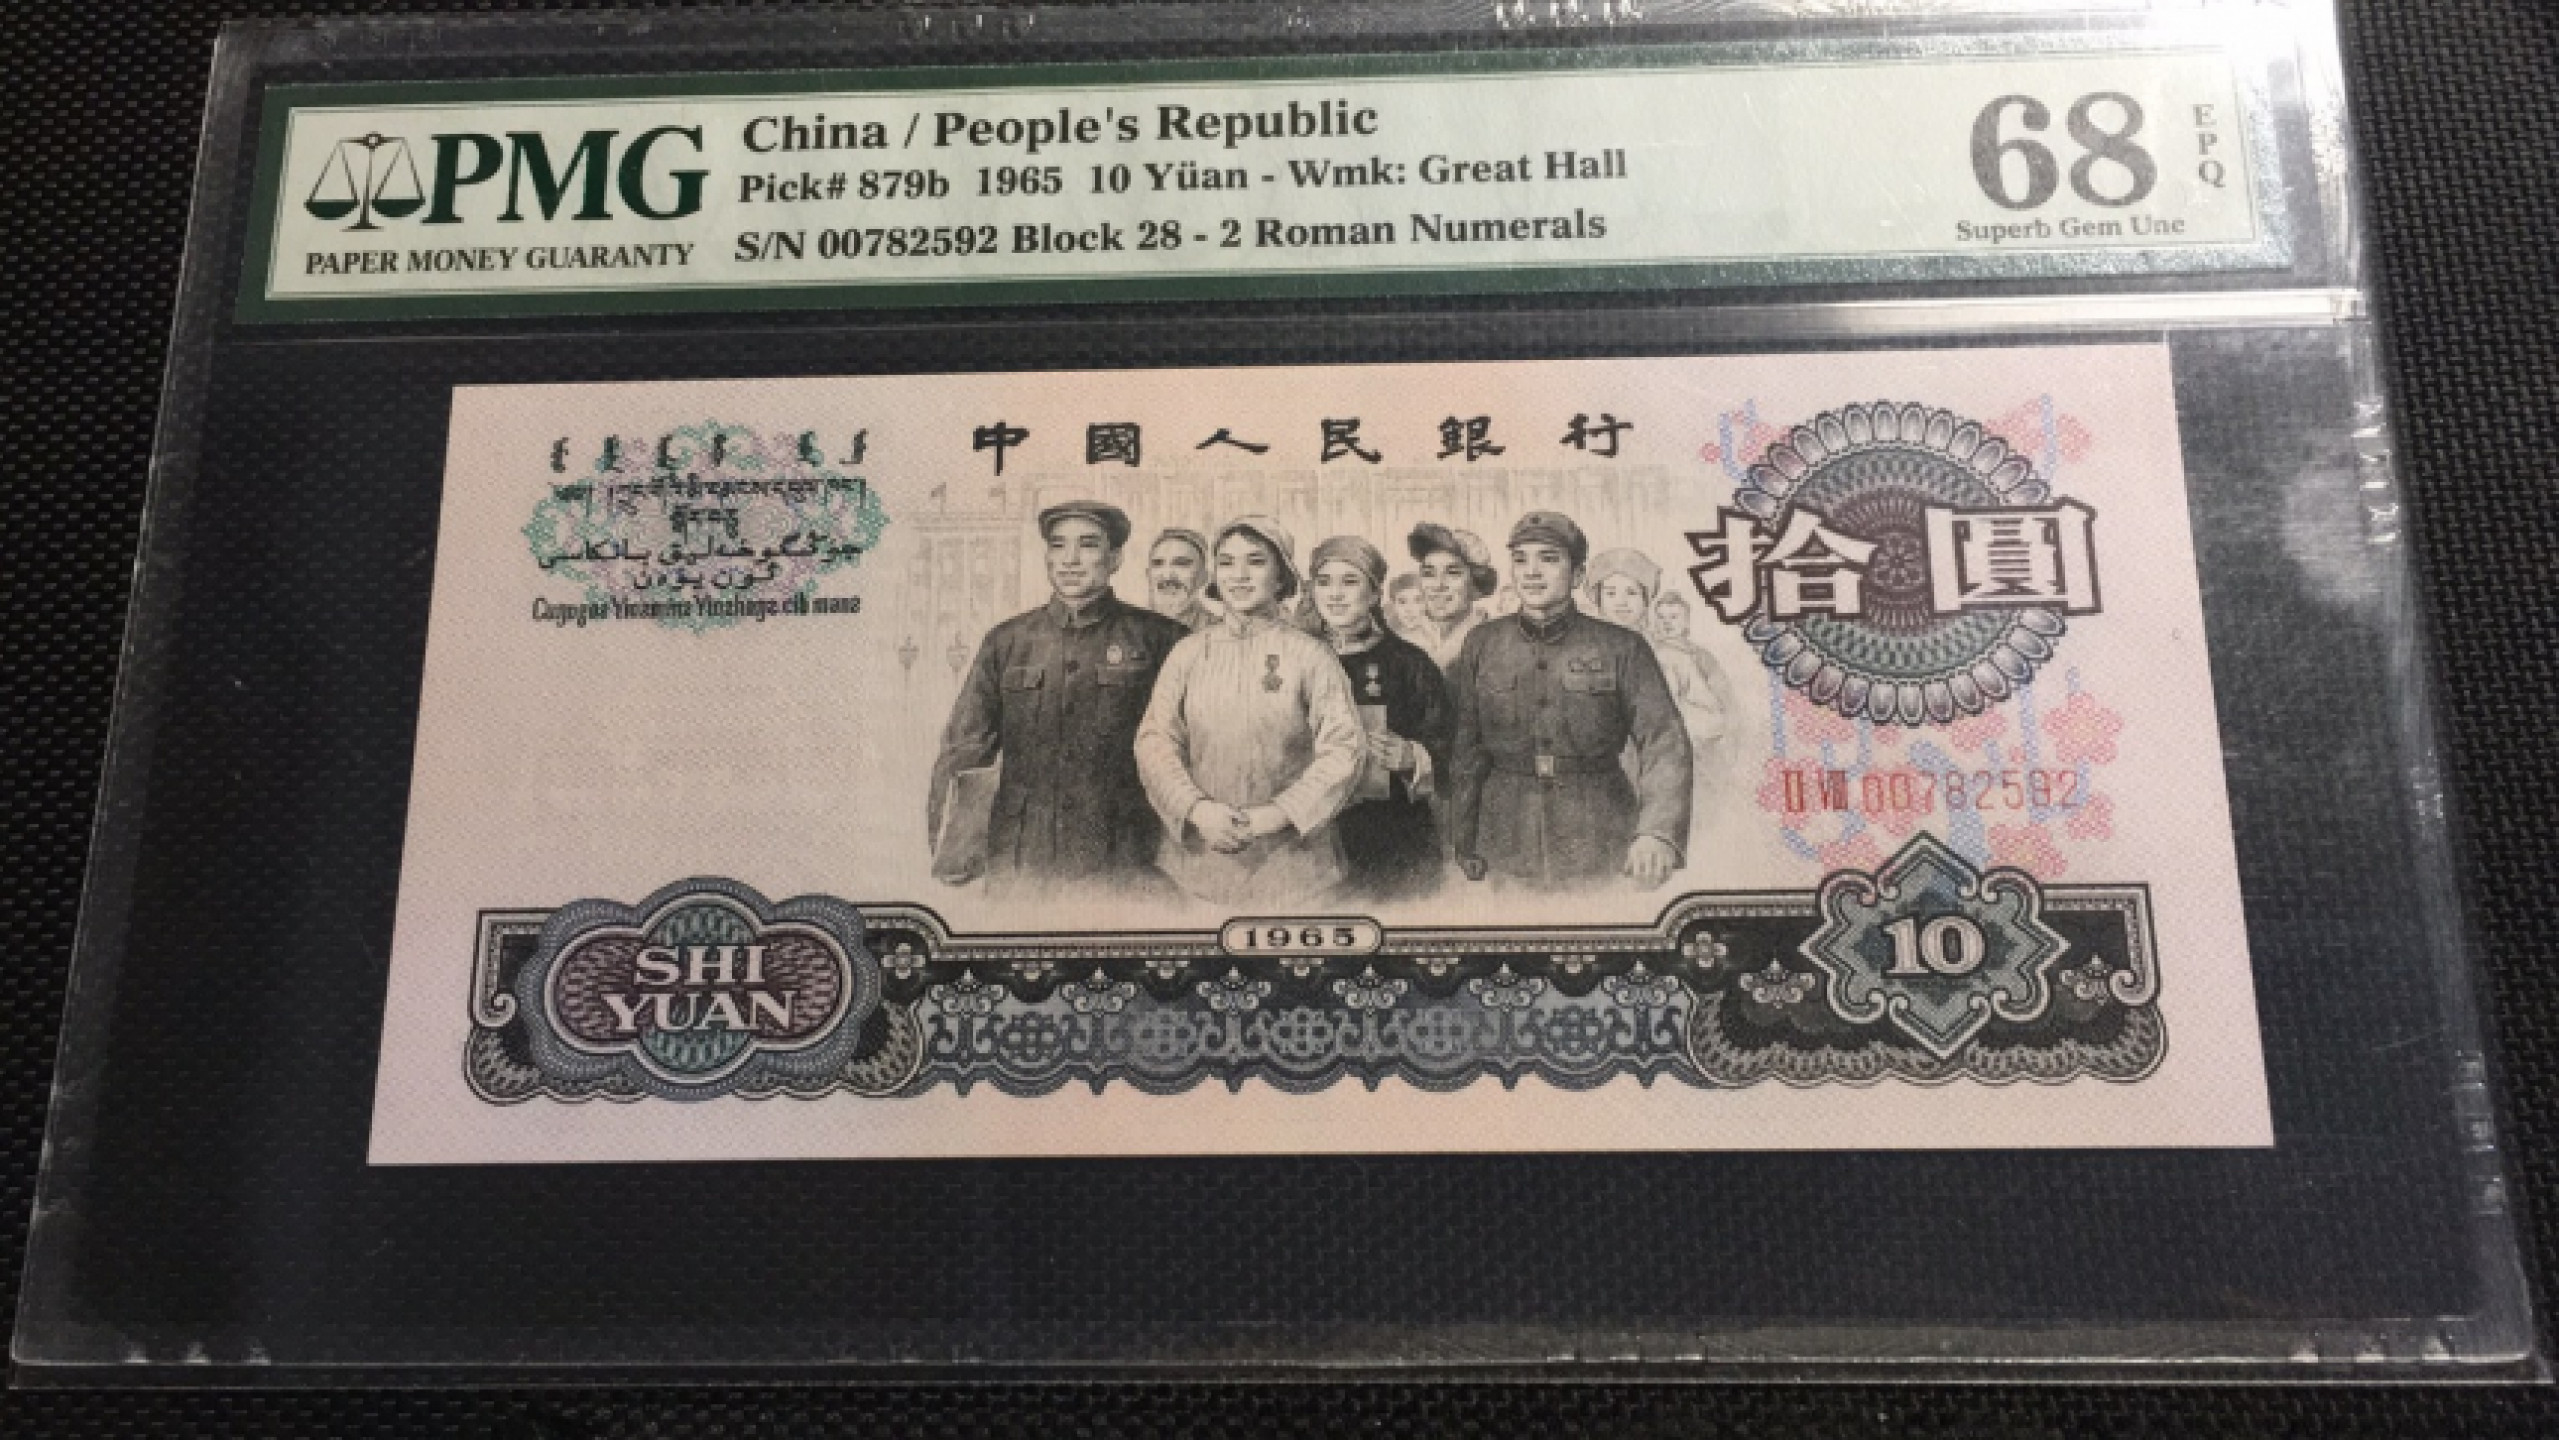 PMG
PAPER MONEY GUARANTY
China / People's Republic
Pick# 879b 1965 10 Yüan - Wmk: Great Hall
S/N 00782592 Block 28 - 2 Roman Numerals
68
EPQ
Superb Gem Unc
中國人民銀行
拾圓
II VIII 00782592
1965
SHI
YUAN
10